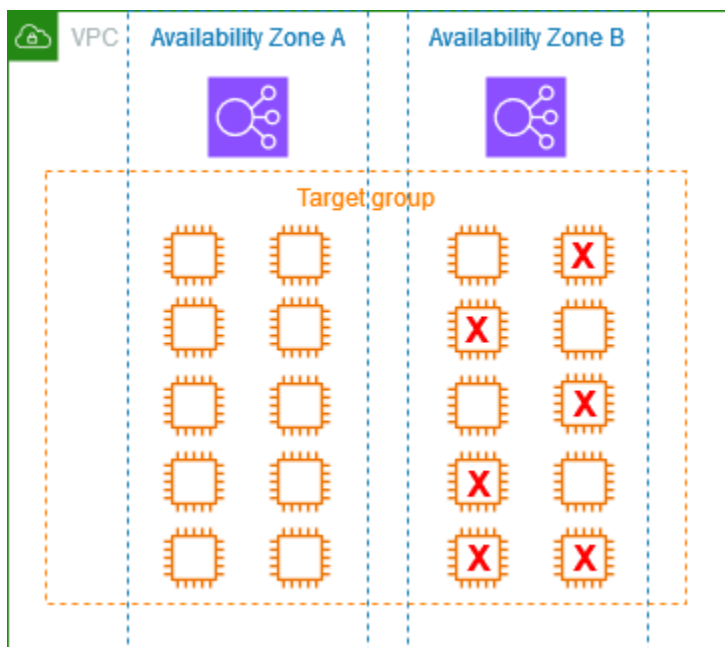 VPC
Availability Zone A
Availability Zone B
Target group
X
X
X
X
X
X